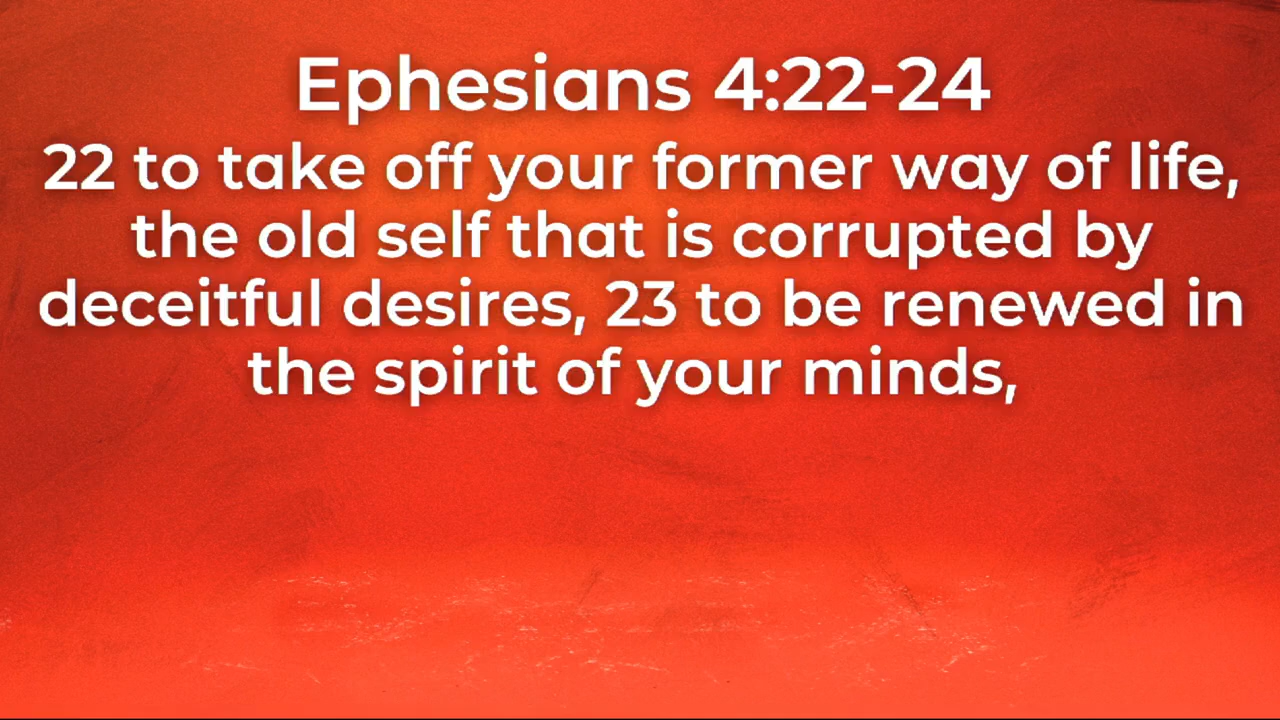 Ephesians 4:22-24
22 to take off your former way of life,
the old self that is corrupted by
deceitful desires, 23 to be renewed in
the spirit of your minds,